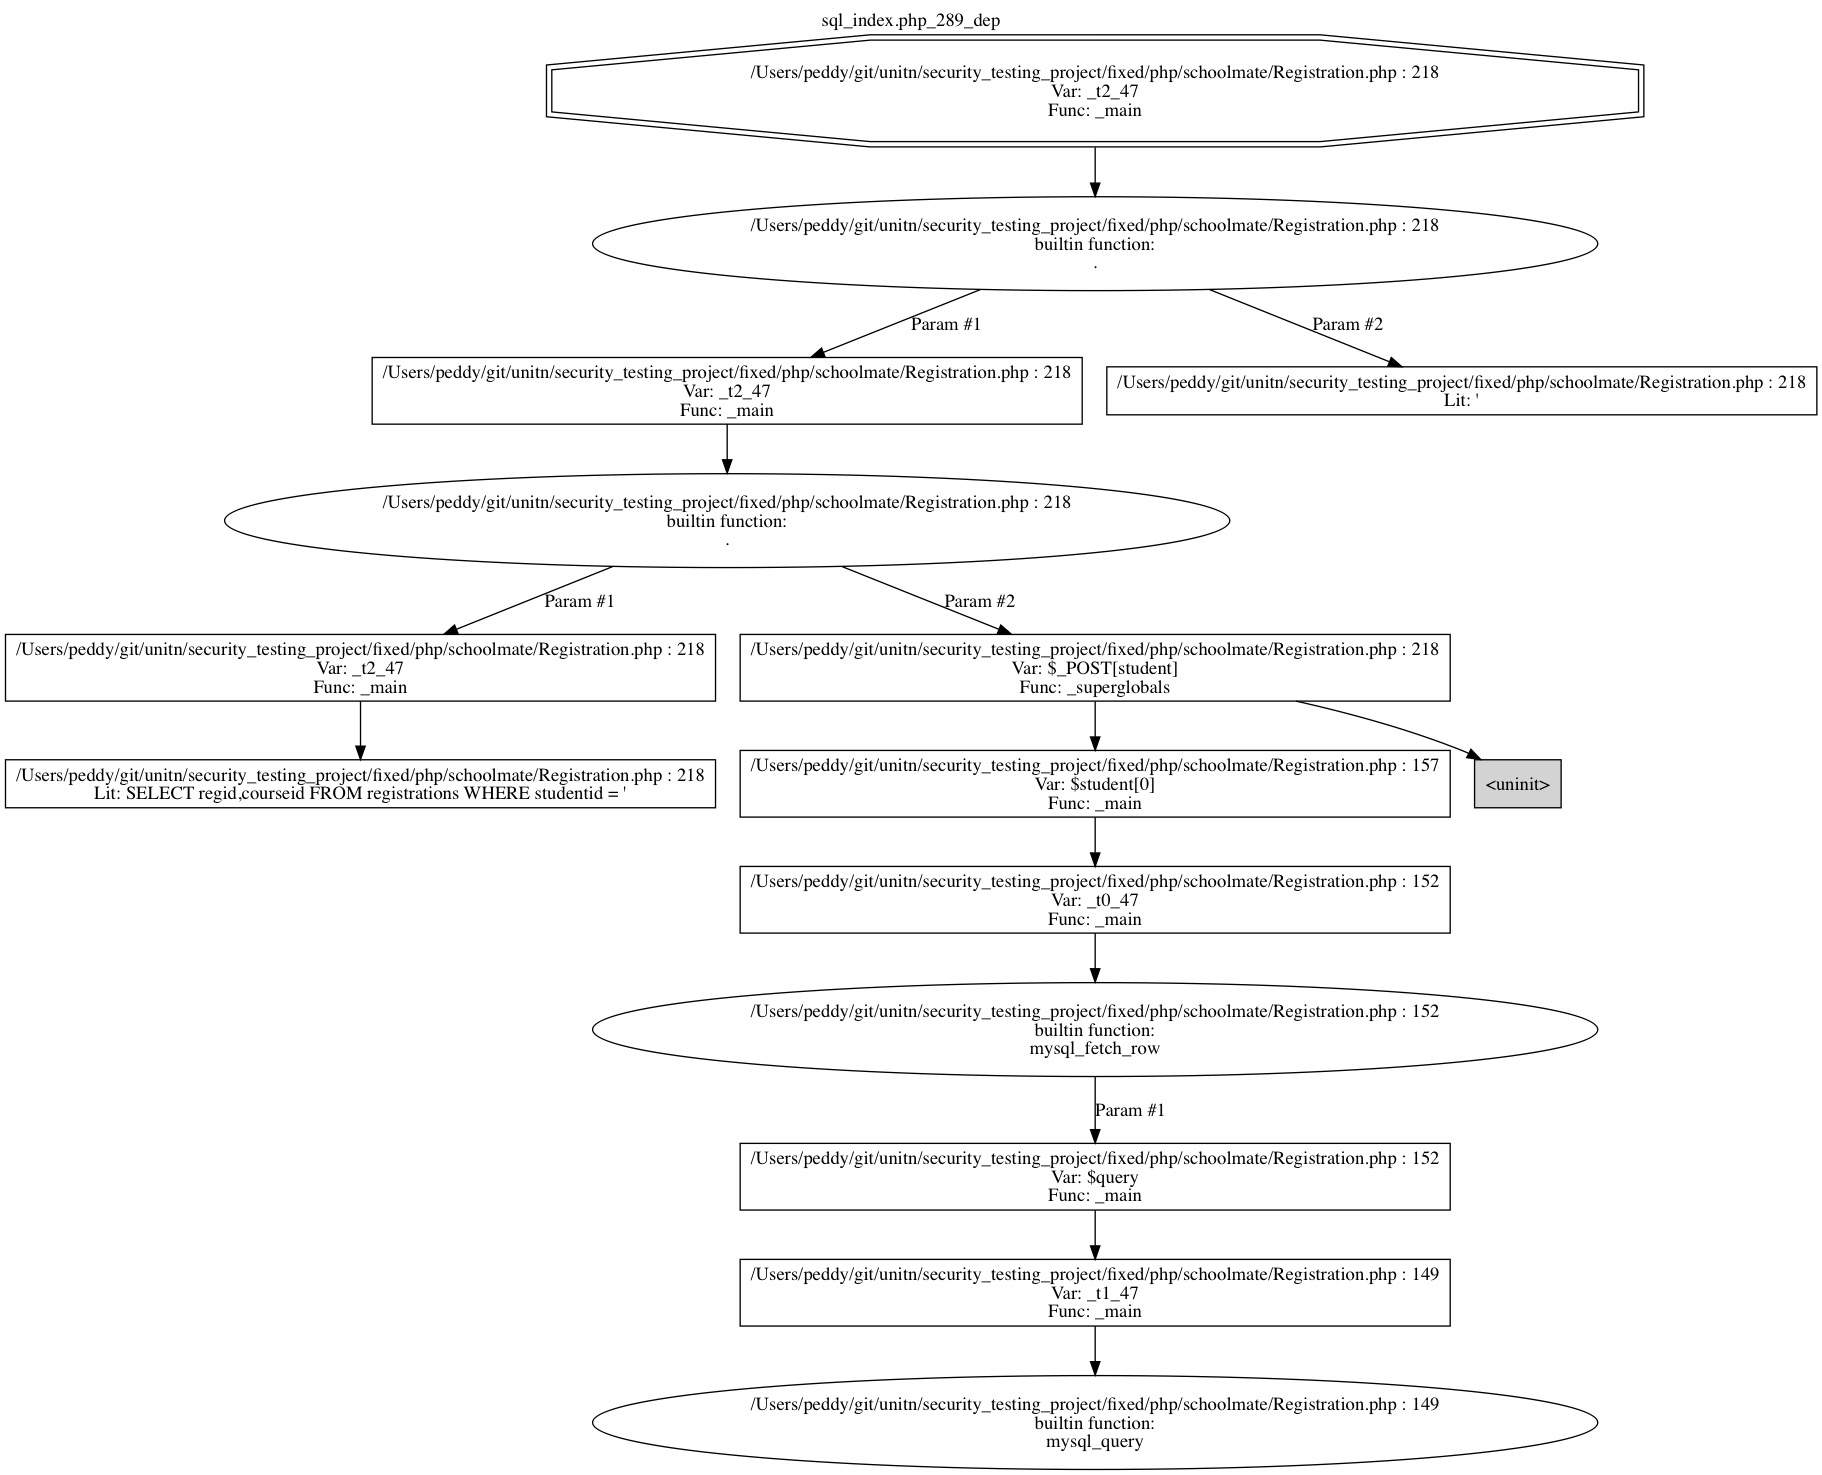 sql_index.php_289_dep
/Users/peddy/git/unitn/security_testing_project/fixed/php/schoolmate/Registration.php : 218
Var: _t2_47
Func: _main
/Users/peddy/git/unitn/security_testing_project/fixed/php/schoolmate/Registration.php : 218
builtin function:
.
Param #1
Param #2
/Users/peddy/git/unitn/security_testing_project/fixed/php/schoolmate/Registration.php : 218
Var: _t2_47
Func: _main
/Users/peddy/git/unitn/security_testing_project/fixed/php/schoolmate/Registration.php : 218
Lit: '
/Users/peddy/git/unitn/security_testing_project/fixed/php/schoolmate/Registration.php : 218
builtin function:
.
Param #1
Param #2
/Users/peddy/git/unitn/security_testing_project/fixed/php/schoolmate/Registration.php : 218
Var: _t2_47
Func: _main
/Users/peddy/git/unitn/security_testing_project/fixed/php/schoolmate/Registration.php : 218
Var: $_POST[student]
Func: _superglobals
/Users/peddy/git/unitn/security_testing_project/fixed/php/schoolmate/Registration.php : 218
Lit: SELECT regid,courseid FROM registrations WHERE studentid = '
/Users/peddy/git/unitn/security_testing_project/fixed/php/schoolmate/Registration.php : 157
Var: $student[0]
Func: _main
<uninit>
/Users/peddy/git/unitn/security_testing_project/fixed/php/schoolmate/Registration.php : 152
Var: _t0_47
Func: _main
/Users/peddy/git/unitn/security_testing_project/fixed/php/schoolmate/Registration.php : 152
builtin function:
mysql_fetch_row
Param #1
/Users/peddy/git/unitn/security_testing_project/fixed/php/schoolmate/Registration.php : 152
Var: $query
Func: _main
/Users/peddy/git/unitn/security_testing_project/fixed/php/schoolmate/Registration.php : 149
Var: _t1_47
Func: _main
/Users/peddy/git/unitn/security_testing_project/fixed/php/schoolmate/Registration.php : 149
builtin function:
mysql_query